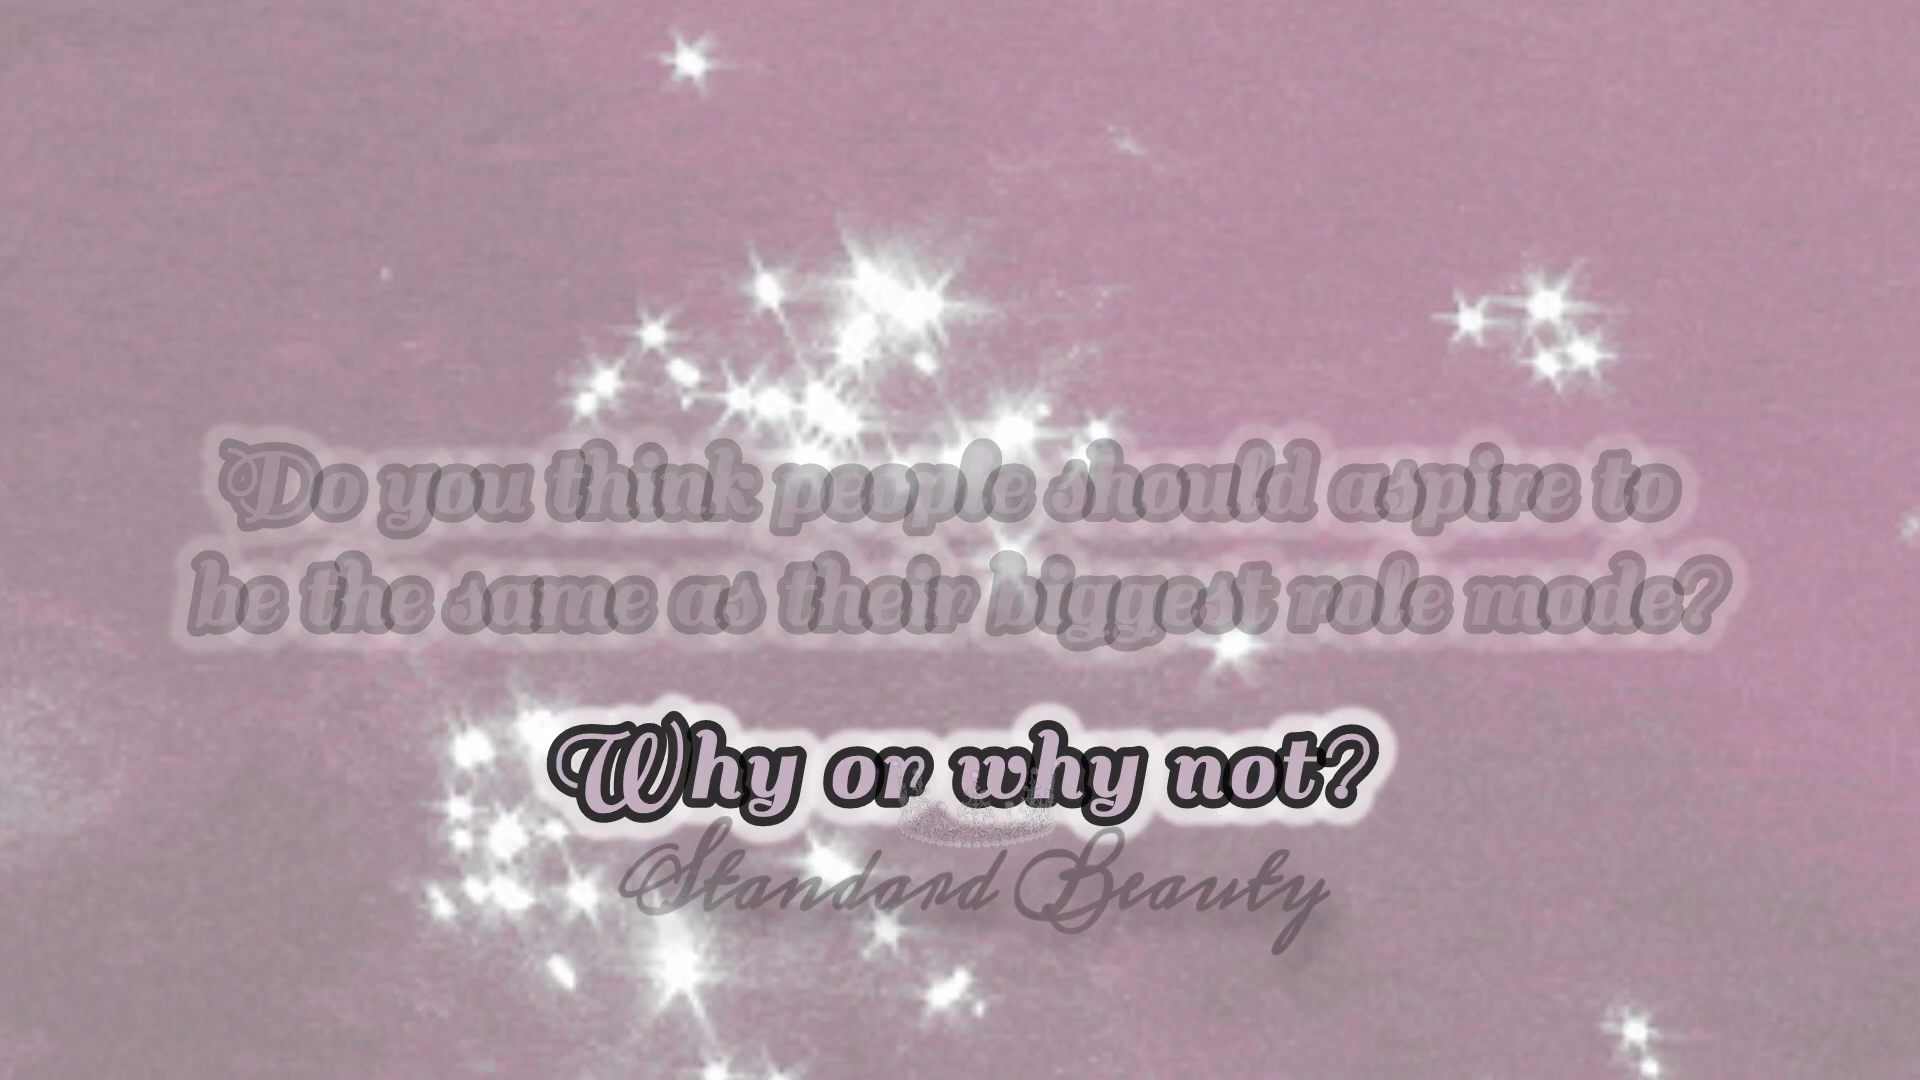 Do you think people should aspire to
be the same as their biggest role mode?
Why or why not?
Standard Beauty